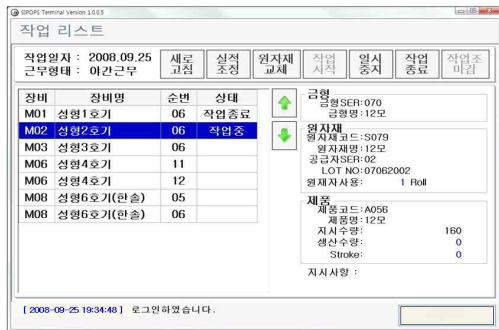 SIPOPS Terminal Version 1.0.0.5
작업 리스트
작업일자 : 2008.09.25
근무형태 : 야간근무
새로고침
실적조정
원자재교체
작업시작
일시중지
작업종료
작업조마감
장비 장비명 순번 상태
M01 성형1호기 06 작업종료
M02 성형2호기 06 작업중
M03 성형3호기 06
M06 성형4호기 11
M06 성형4호기 12
M08 성형6호기(한솔) 05
M08 성형6호기(한솔) 06
금형
금형SER:070
금형명:12모
원자재
원자재코드:S079
원자재명:12모
공급자SER:02
LOT NO:07062002
원재자사용: 1 Roll
제품
제품코드:A056
제품명:12모
지시수량: 160
생산수량: 0
Stroke: 0
지시사항 :
[ 2008-09-25 19:34:48 ] 로그인하였습니다.